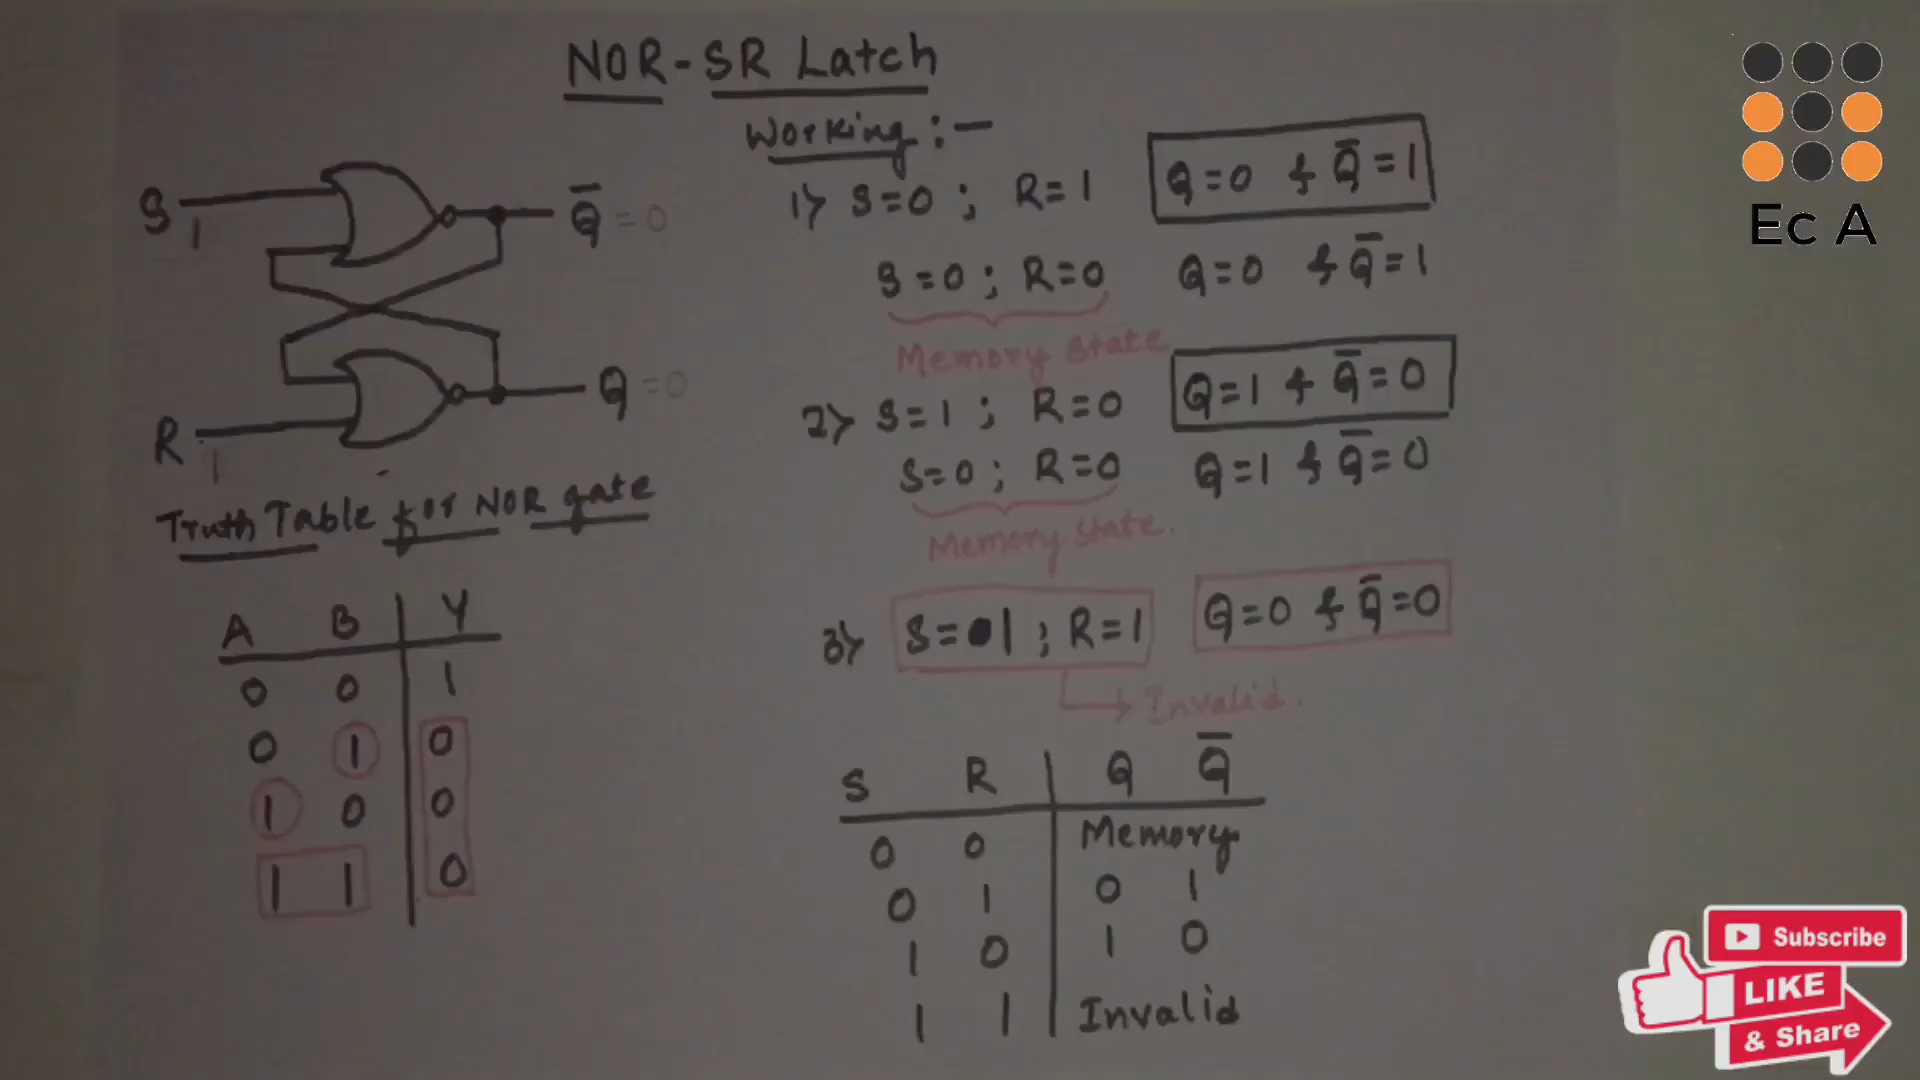 NOR-SR Latch
Working :-
S 1
Q̅ = 0
Q = 0
R 1
Truth Table for NOR gate
A B Y
0 0 1
0 1 0
1 0 0
1 1 0
1> S=0 ; R=1 Q=0 & Q̅=1
S=0 ; R=0 Q=0 & Q̅=1
Memory State
2> S=1 ; R=0 Q=1 & Q̅=0
S=0 ; R=0 Q=1 & Q̅=0
Memory State.
3> S=1 ; R=1 Q=0 & Q̅=0
Invalid.
S R Q Q̅
0 0 Memory
0 1 0 1
1 0 1 0
1 1 Invalid
Ec A
Subscribe
LIKE
& Share